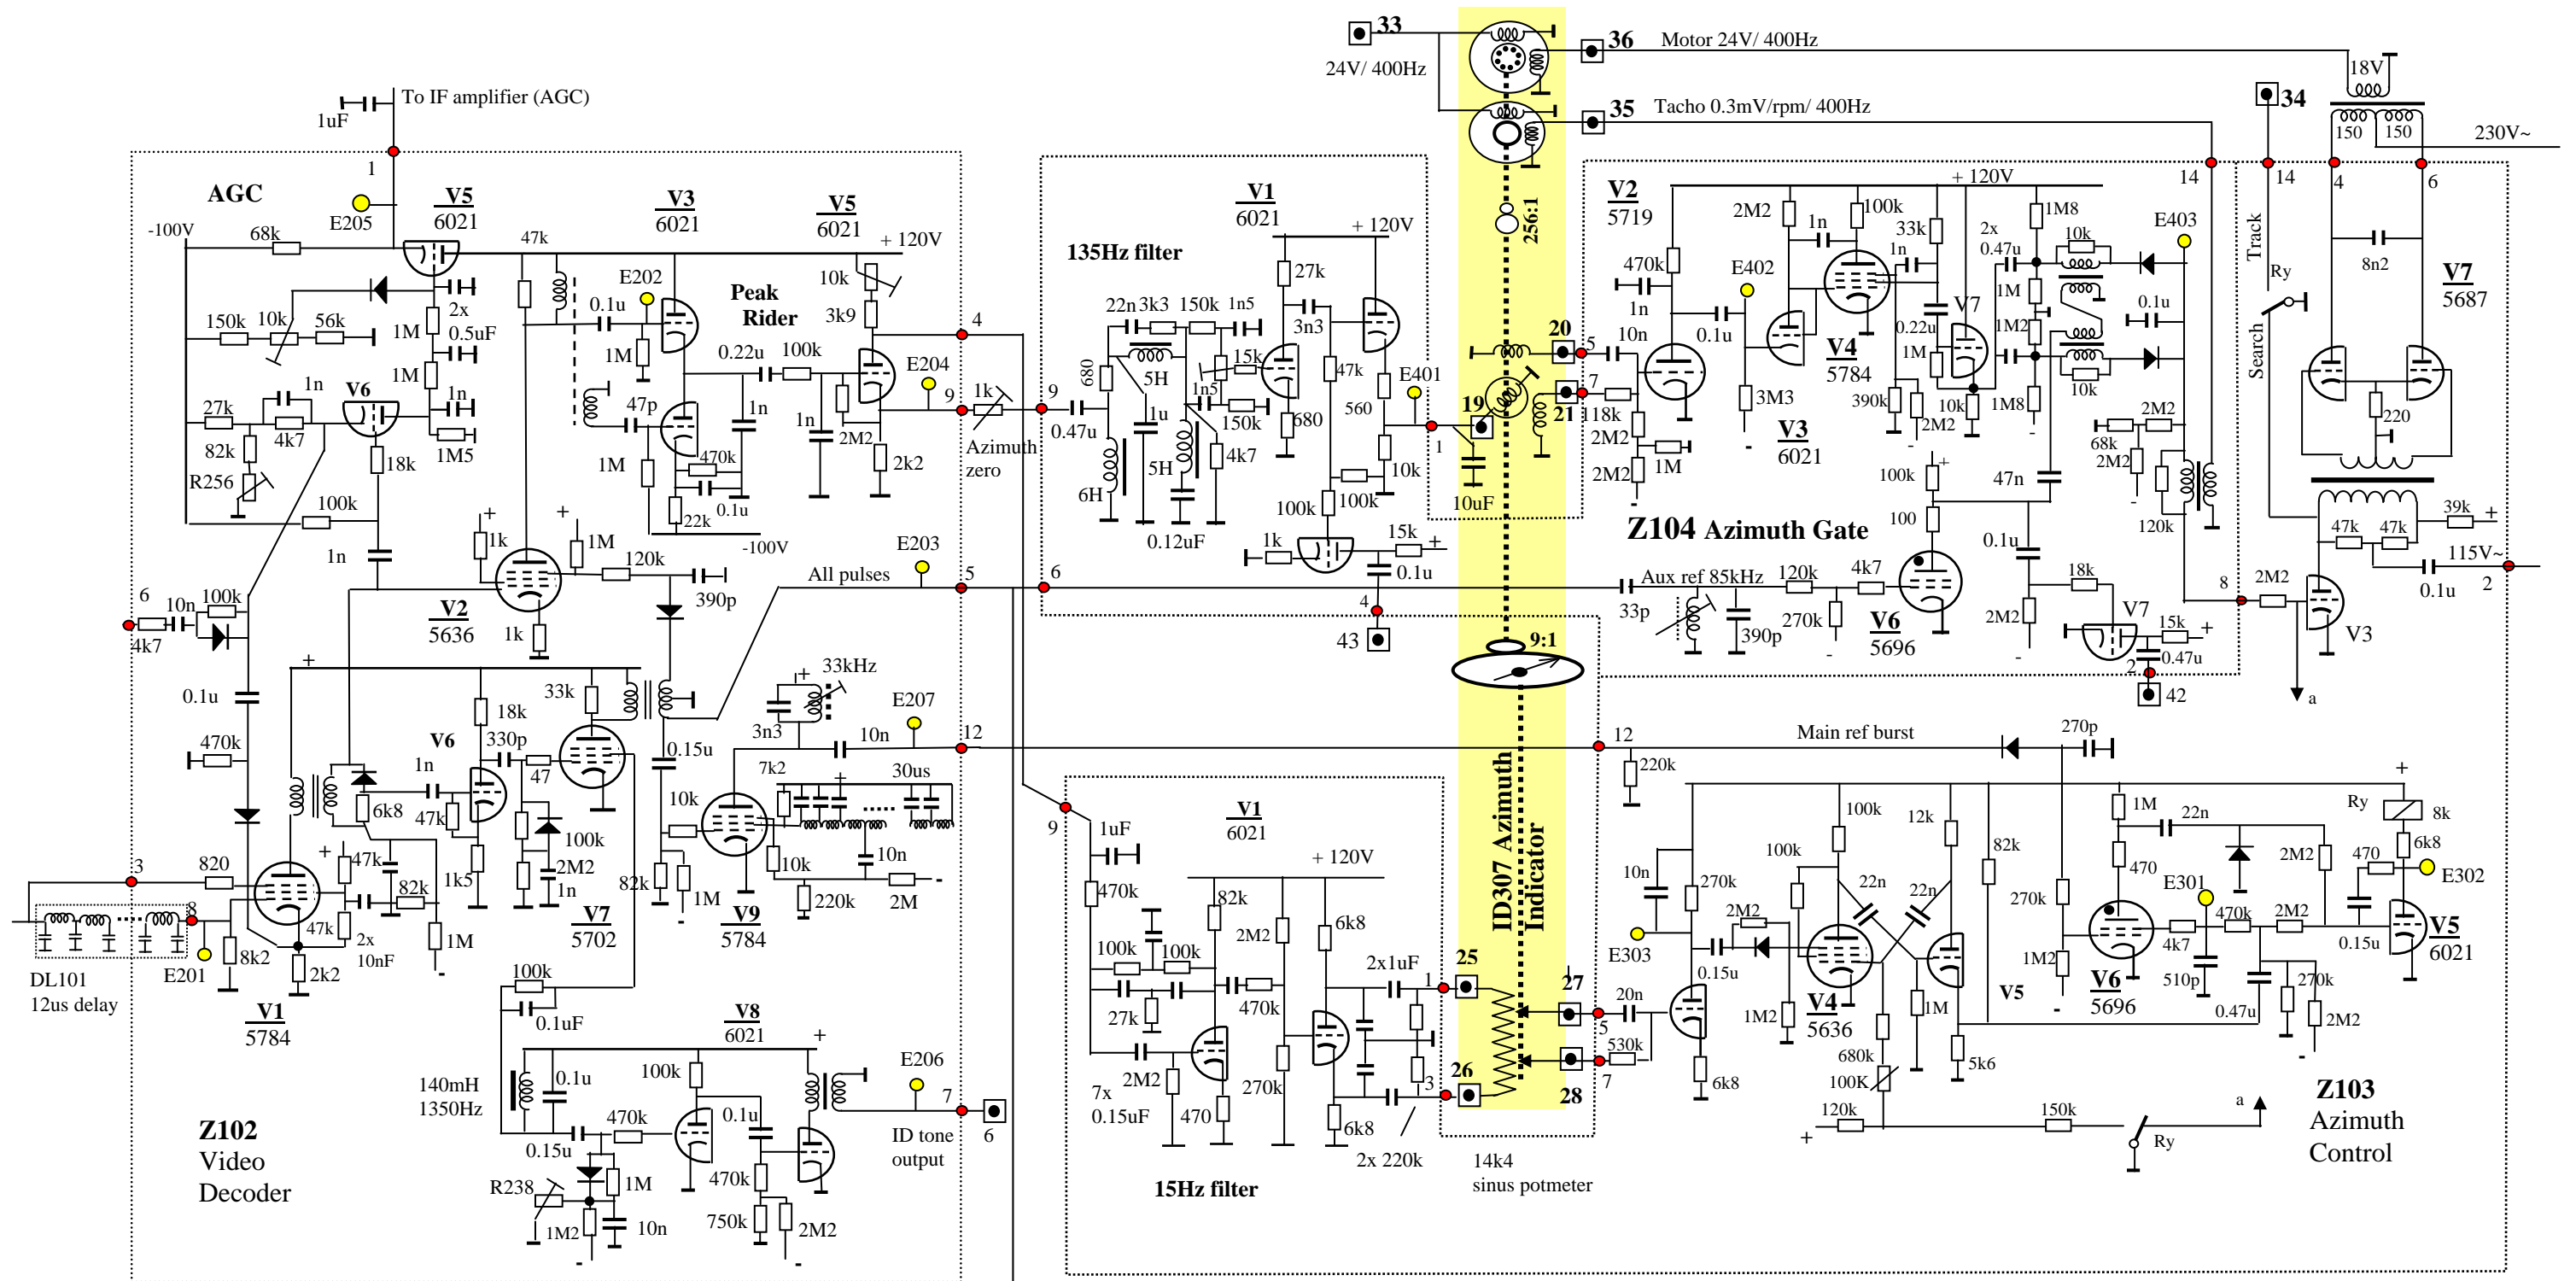 33
24V/ 400Hz
36
Motor 24V/ 400Hz
18V
34
35
Tacho 0.3mV/rpm/ 400Hz
150
150
230V~
To IF amplifier (AGC)
1uF
1
AGC
E205
V5
6021
V3
6021
V5
6021
-100V
68k
47k
+ 120V
E202
0.1u
Peak
Rider
10k
3k9
2x
0.5uF
150k
10k
56k
1M
1M
1M
0.22u
100k
4
E204
9
1k
Azimuth
zero
1n
V6
1n
27k
4k7
82k
R256
18k
1M5
47p
1n
1n
2M2
2k2
1M
470k
0.1u
22k
-100V
100k
1n
+
1k
+
1M
120k
390p
E203
All pulses
5
6
10n
100k
4k7
V2
5636
1k
135Hz filter
V1
6021
+ 120V
22n
3k3
150k
1n5
27k
3n3
15k
5H
680
1n5
150k
47k
560
680
E401
9
0.47u
1u
5H
4k7
6H
0.12uF
10k
100k
100k
1k
15k
+
0.1u
6
4
43
1
19
10uF
256:1
20
5
21
7
10n
18k
2M2
2M2
1M
-
V2
5719
470k
1n
E402
0.1u
2M2
1n
100k
3M3
-
V3
6021
V4
5784
+ 120V
33k
1n
0.22u
1M
390k
2M2
-
10k
V7
2x
0.47u
1M8
1M
1M2
1M8
-
10k
10k
E403
0.1u
14
2M2
68k
2M2
-
120k
Z104 Azimuth Gate
100k
+
100
47n
0.1u
18k
2M2
-
V7
15k
+
0.47u
2
42
Aux ref 85kHz
33p
390p
120k
270k
-
4k7
V6
5696
14
4
6
Track
Search
Ry
8n2
V7
5687
220
47k
47k
39k
+
115V~
0.1u
2
8
2M2
V3
a
9:1
0.1u
470k
+
18k
V6
330p
33k
1n
47
47k
6k8
1k5
100k
2M2
1n
V7
5702
0.15u
+
33kHz
3n3
10n
E207
12
7k2
+
30us
10k
10k
82k
1M
-
V9
5784
220k
10n
2M
-
3
820
8
DL101
12us delay
E201
8k2
V1
5784
2k2
+
47k
47k
2x
10nF
82k
1M
-
100k
0.1uF
V8
6021
+
140mH
1350Hz
0.1u
100k
0.15u
470k
0.1u
R238
1M
1M2
-
10n
470k
750k
2M2
-
E206
7
ID tone
output
6
Z102
Video
Decoder
9
1uF
V1
6021
+ 120V
470k
100k
100k
82k
2M2
6k8
27k
470k
2M2
7x
0.15uF
470
270k
6k8
2x1uF
1
3
2x 220k
15Hz filter
25
26
14k4
sinus potmeter
ID307 Azimuth
Indicator
27
28
5
7
20n
530k
12
220k
Main ref burst
270p
10n
270k
E303
0.15u
2M2
1M2
-
6k8
100k
100k
22n
22n
12k
82k
V4
5636
1M
V5
680k
100K
5k6
120k
+
150k
Ry
a
1M
22n
470
270k
1M2
-
V6
5696
E301
4k7
510p
470k
0.47u
2M2
2M2
270k
2M2
-
+
Ry
8k
6k8
470
0.15u
E302
V5
6021
Z103
Azimuth
Control